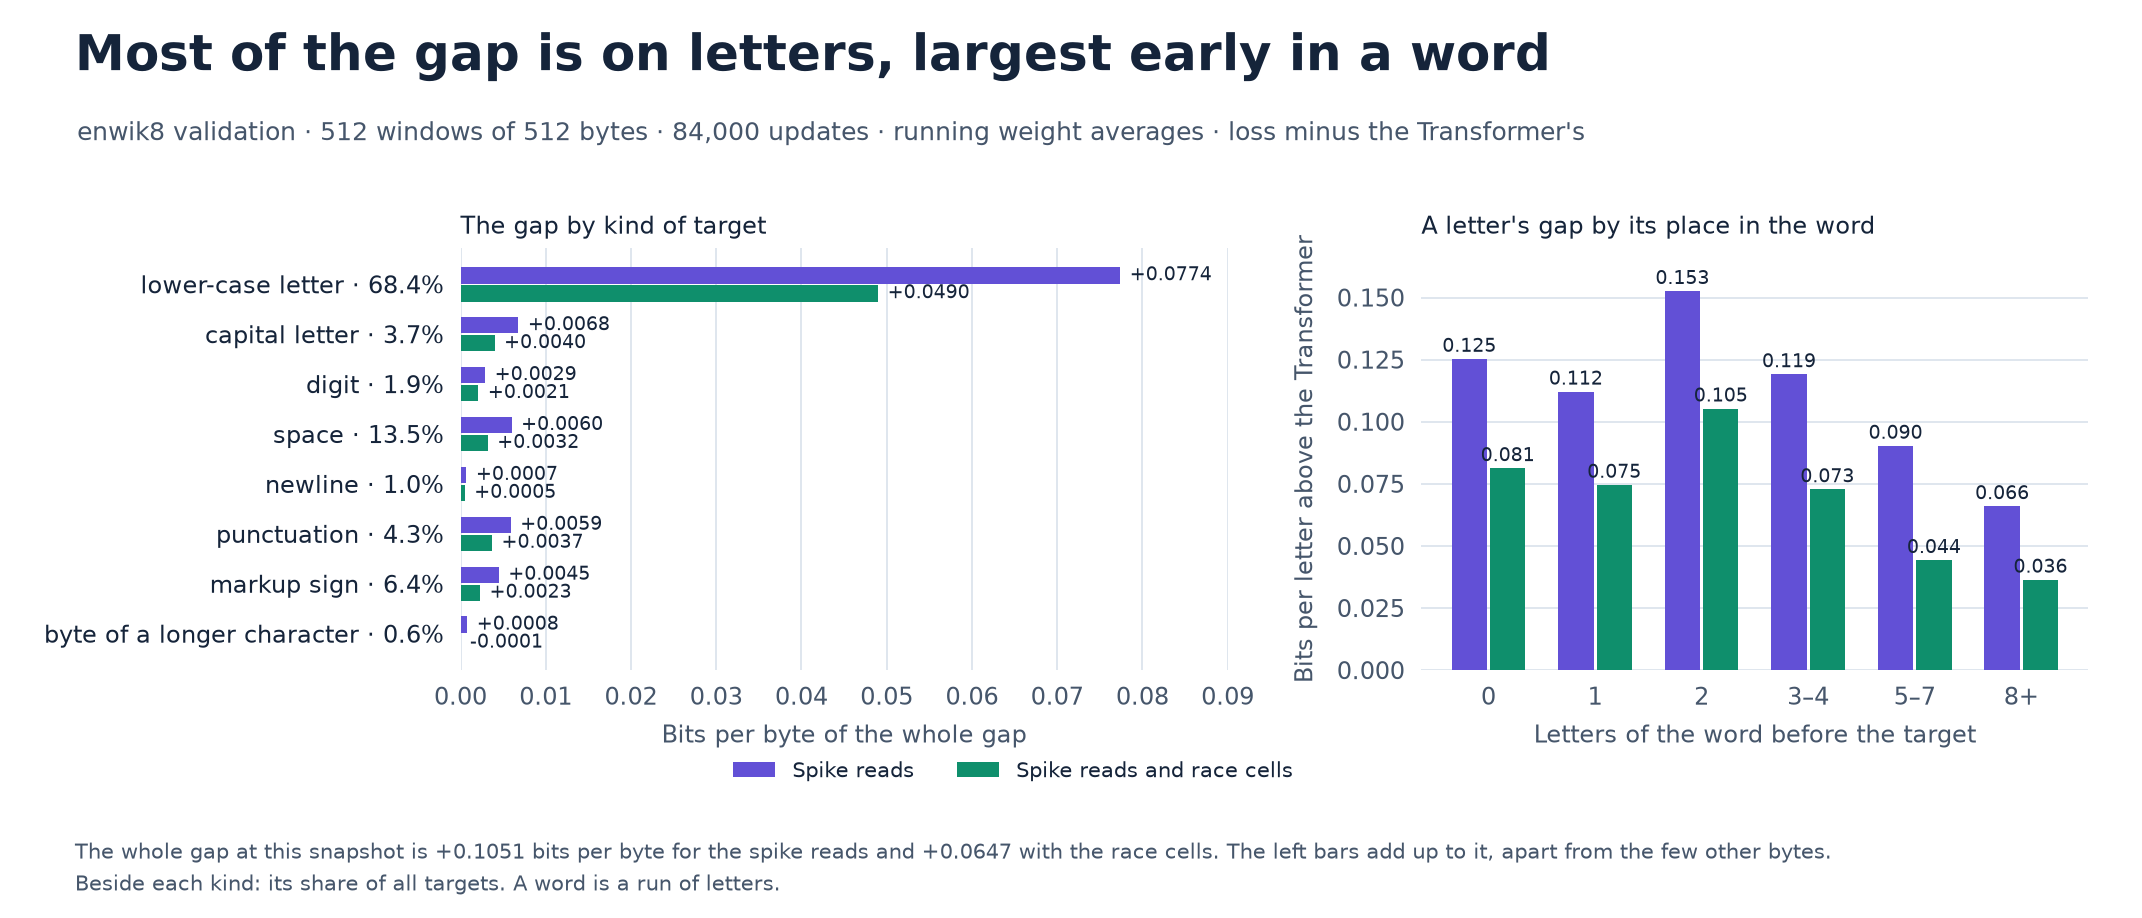 Most of the gap is on letters, largest early in a word
enwik8 validation · 512 windows of 512 bytes · 84,000 updates · running weight averages · loss minus the Transformer's
The gap by kind of target
lower-case letter · 68.4%
+0.0774
+0.0490
capital letter · 3.7%
+0.0068
+0.0040
digit · 1.9%
+0.0029
+0.0021
space · 13.5%
+0.0060
+0.0032
newline · 1.0%
+0.0007
+0.0005
punctuation · 4.3%
+0.0059
+0.0037
markup sign · 6.4%
+0.0045
+0.0023
byte of a longer character · 0.6%
+0.0008
-0.0001
0.00 0.01 0.02 0.03 0.04 0.05 0.06 0.07 0.08 0.09
Bits per byte of the whole gap
A letter's gap by its place in the word
Bits per letter above the Transformer
0.150
0.125
0.100
0.075
0.050
0.025
0.000
0.125
0.081
0.112
0.075
0.153
0.105
0.119
0.073
0.090
0.044
0.066
0.036
0 1 2 3–4 5–7 8+
Letters of the word before the target
Spike reads
Spike reads and race cells
The whole gap at this snapshot is +0.1051 bits per byte for the spike reads and +0.0647 with the race cells. The left bars add up to it, apart from the few other bytes.
Beside each kind: its share of all targets. A word is a run of letters.